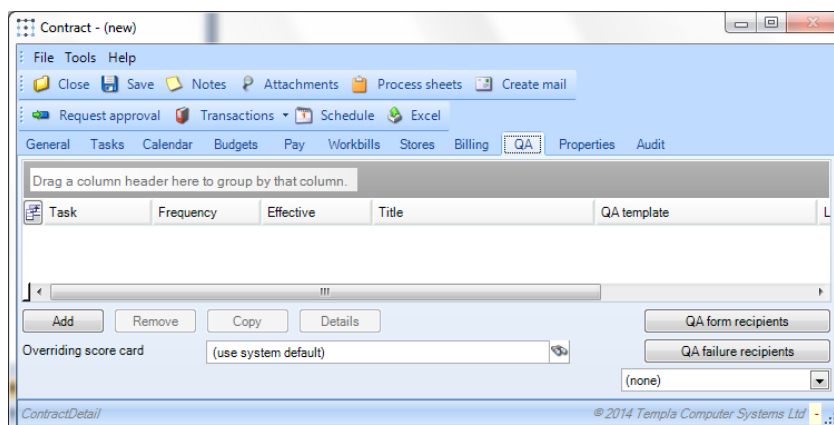 Contract - (new)
File Tools Help
Close Save Notes Attachments Process sheets Create mail
Request approval Transactions Schedule Excel
General Tasks Calendar Budgets Pay Workbills Stores Billing QA Properties Audit
Drag a column header here to group by that column.
Task Frequency Effective Title QA template L
Add Remove Copy Details QA form recipients
Overriding score card (use system default) QA failure recipients
(none)
ContractDetail © 2014 Templa Computer Systems Ltd -